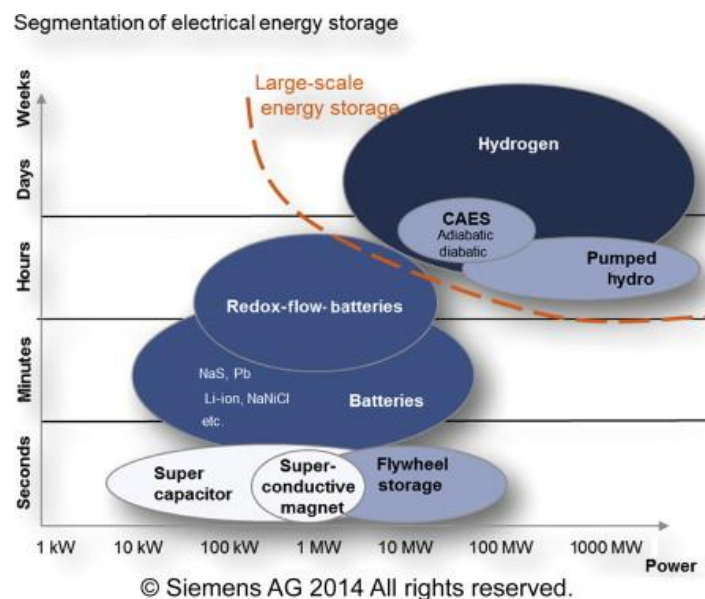 Segmentation of electrical energy storage
Weeks
Days
Hours
Minutes
Seconds
Large-scale
energy storage
Hydrogen
CAES
Adiabatic
diabatic
Pumped
hydro
Redox-flow-batteries
NaS, Pb
Li-ion, NaNiCl
etc.
Batteries
Super
capacitor
Super-
conductive
magnet
Flywheel
storage
1 kW 10 kW 100 kW 1 MW 10 MW 100 MW 1000 MW
Power
© Siemens AG 2014 All rights reserved.